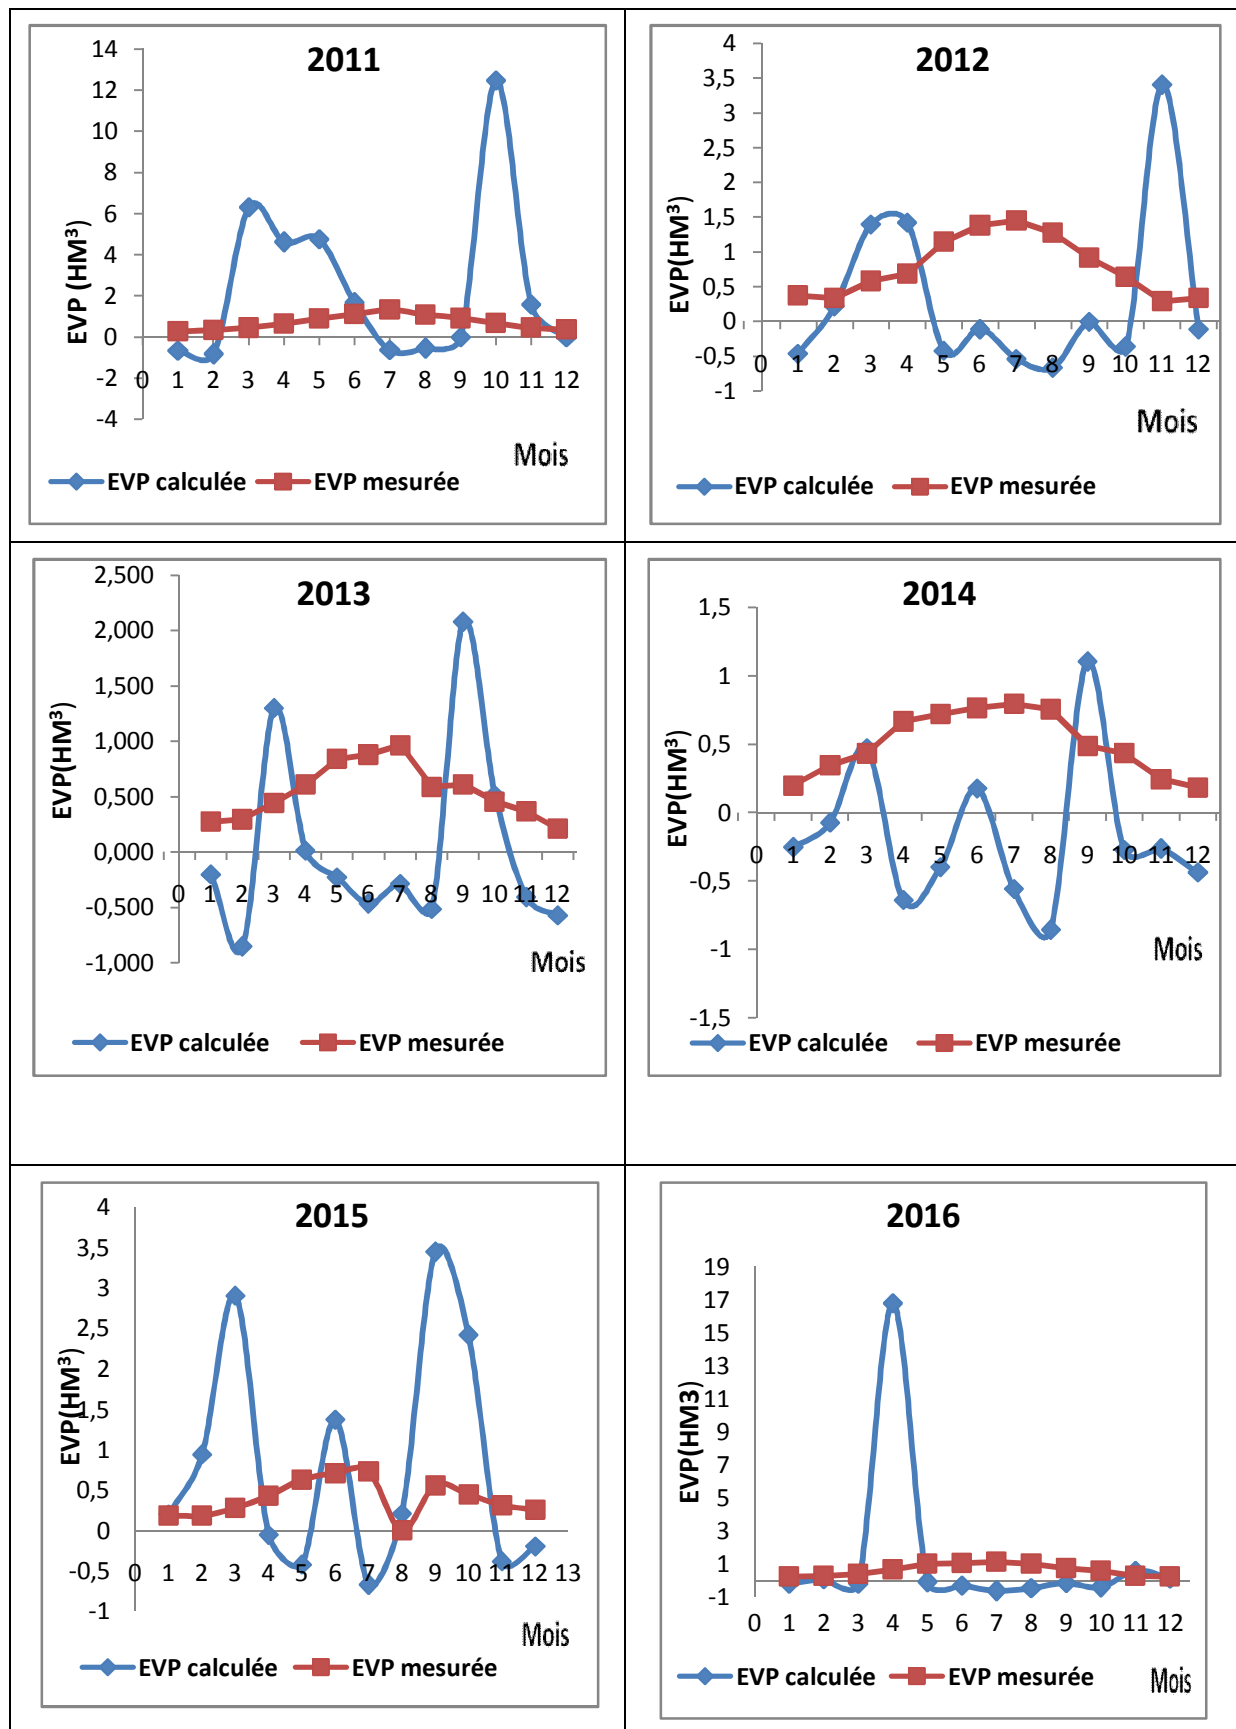 2011
14
12
10
8
6
4
2
0
-2
-4
EVP (HM³)
0 1 2 3 4 5 6 7 8 9 10 11 12
Mois
EVP calculée EVP mesurée
2012
4
3,5
3
2,5
2
1,5
1
0,5
0
-0,5
-1
EVP(HM³)
0 1 2 3 4 5 6 7 8 9 10 11 12
Mois
EVP calculée EVP mesurée
2013
2,500
2,000
1,500
1,000
0,500
0,000
-0,500
-1,000
EVP(HM³)
0 1 2 3 4 5 6 7 8 9 10 11 12
Mois
EVP calculée EVP mesurée
2014
1,5
1
0,5
0
-0,5
-1
-1,5
EVP(HM³)
0 1 2 3 4 5 6 7 8 9 10 11 12
Mois
EVP calculée EVP mesurée
2015
4
3,5
3
2,5
2
1,5
1
0,5
0
-0,5
-1
EVP(HM³)
0 1 2 3 4 5 6 7 8 9 10 11 12 13
Mois
EVP calculée EVP mesurée
2016
19
17
15
13
11
9
7
5
3
1
-1
EVP(HM3)
0 1 2 3 4 5 6 7 8 9 10 11 12
EVP calculée EVP mesurée Mois